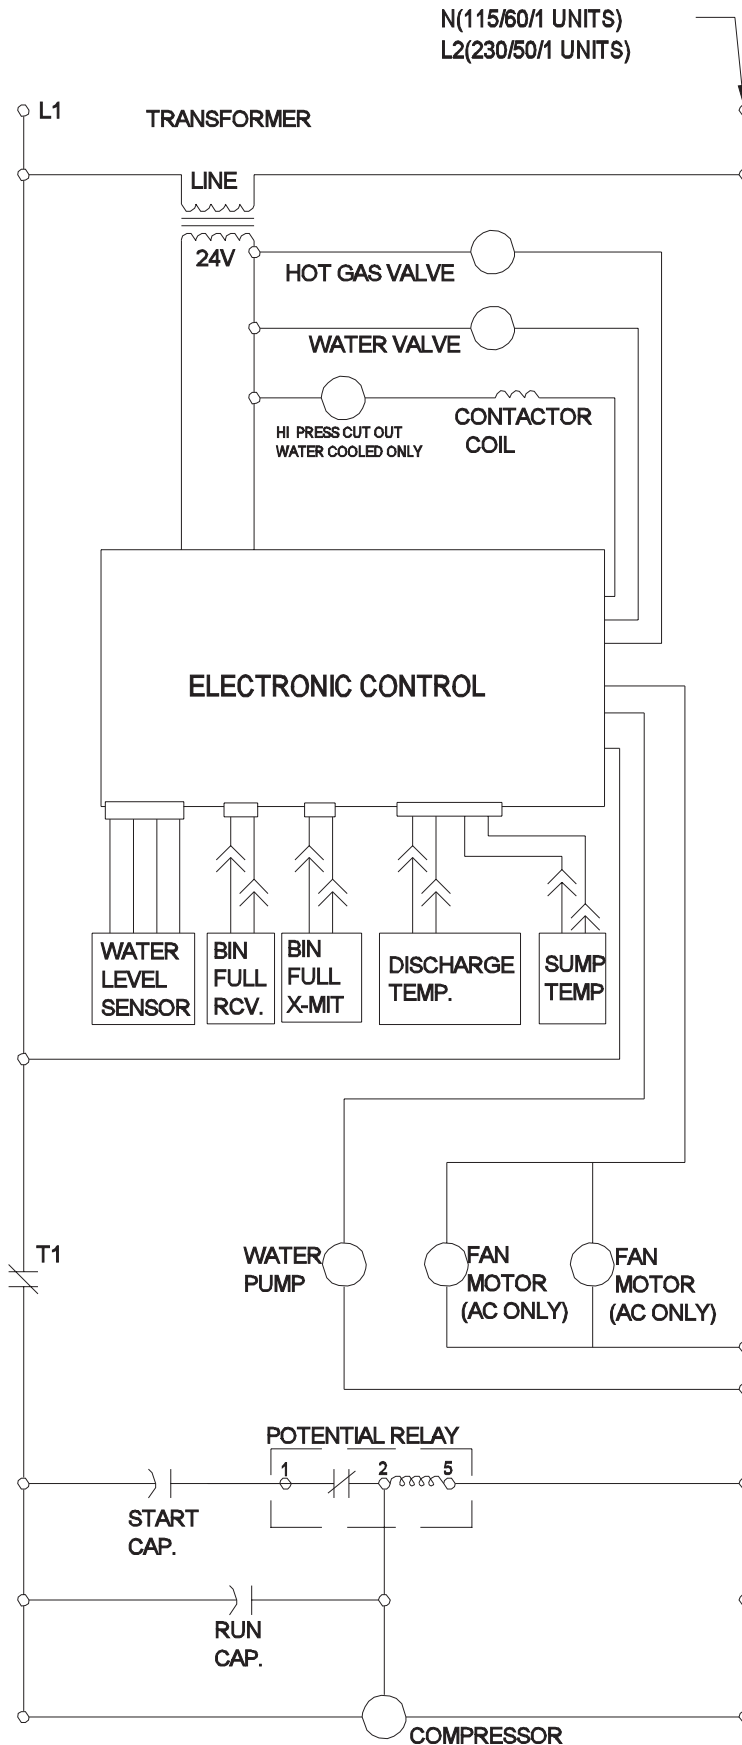 N(115/60/1 UNITS)
L2(230/50/1 UNITS)
L1
TRANSFORMER
LINE
24V
HOT GAS VALVE
WATER VALVE
HI PRESS CUT OUT
WATER COOLED ONLY
CONTACTOR
COIL
ELECTRONIC CONTROL
WATER
LEVEL
SENSOR
BIN
FULL
RCV.
BIN
FULL
X-MIT
DISCHARGE
TEMP.
SUMP
TEMP
T1
WATER
PUMP
FAN
MOTOR
(AC ONLY)
FAN
MOTOR
(AC ONLY)
POTENTIAL RELAY
1
2
5
START
CAP.
RUN
CAP.
COMPRESSOR